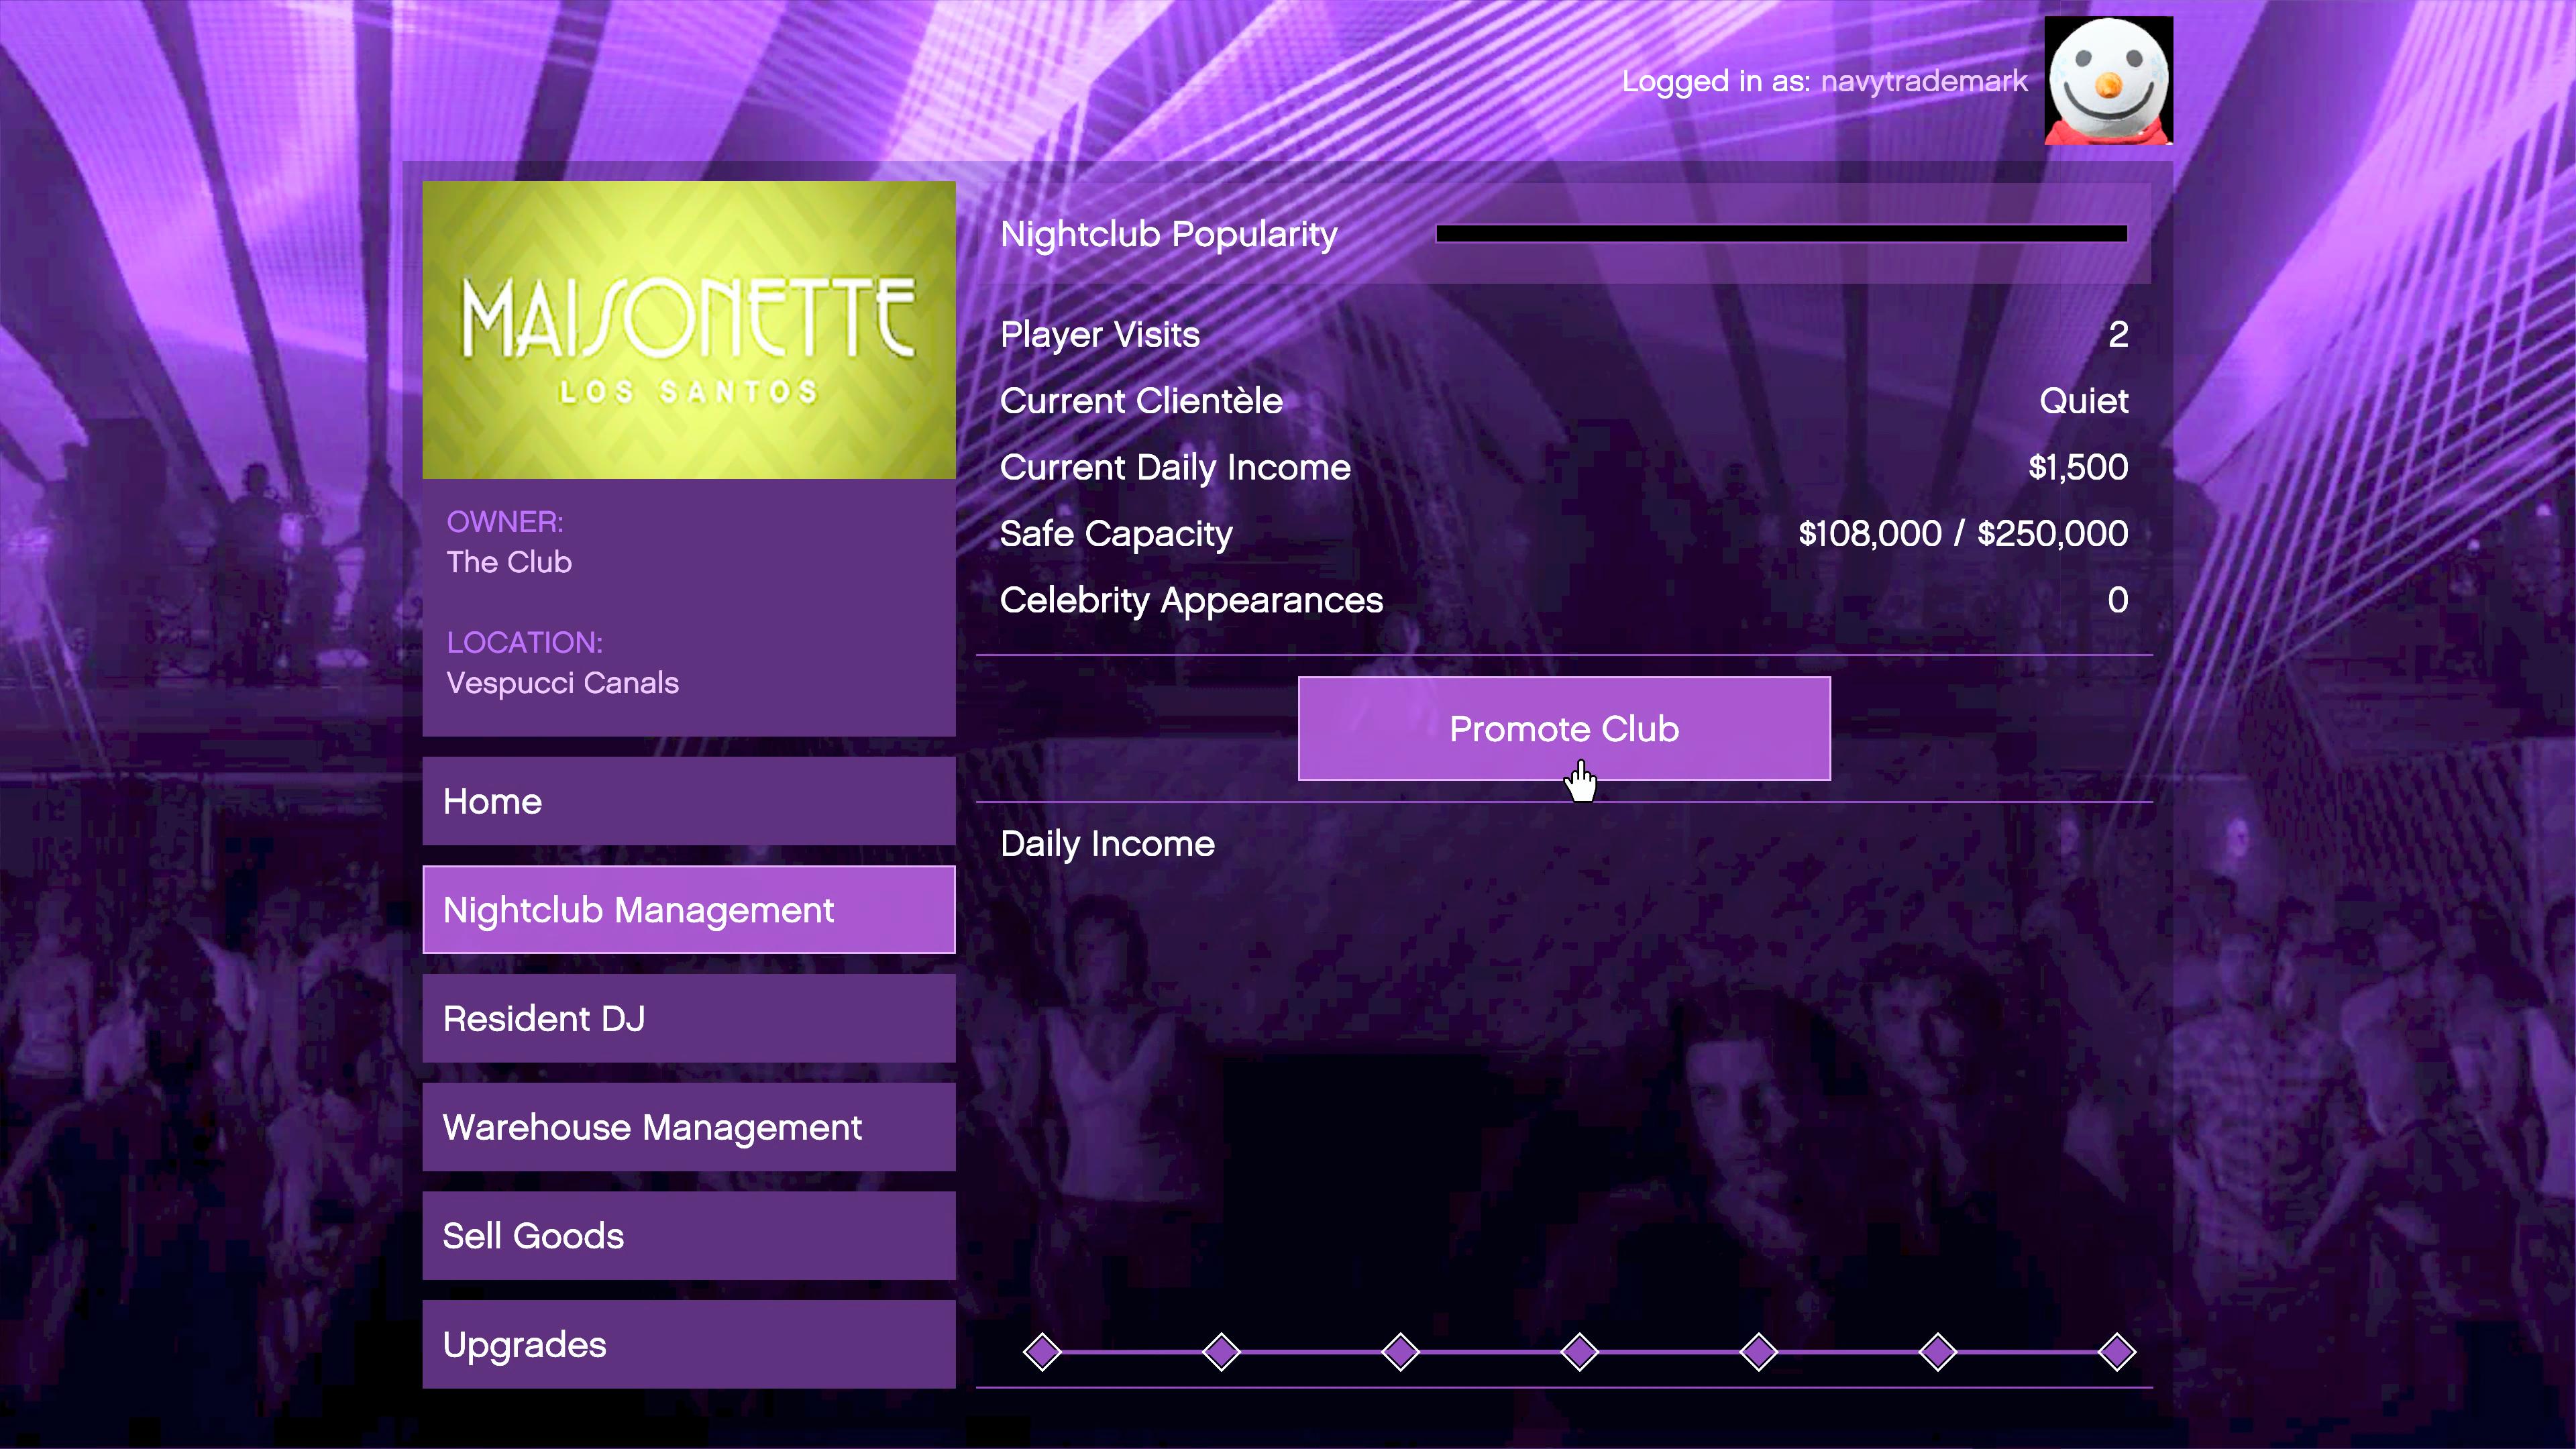 Logged in as: navytrademark
MAISONETTE
LOS SANTOS
OWNER:
The Club
LOCATION:
Vespucci Canals
Home
Nightclub Management
Resident DJ
Warehouse Management
Sell Goods
Upgrades
Nightclub Popularity
Player Visits 2
Current Clientèle Quiet
Current Daily Income $1,500
Safe Capacity $108,000 / $250,000
Celebrity Appearances 0
Promote Club
Daily Income